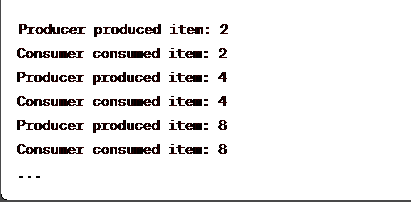 Producer produced item: 2
Consumer consumed item: 2
Producer produced item: 4
Consumer consumed item: 4
Producer produced item: 8
Consumer consumed item: 8
...